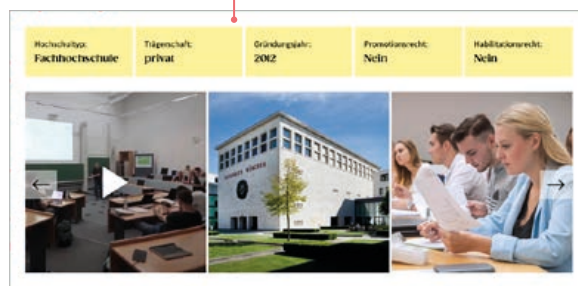 Hochschultyp:
Fachhochschule
Trägerschaft:
privat
Gründungsjahr:
2012
Promotionsrecht:
Nein
Habilitationsrecht:
Nein